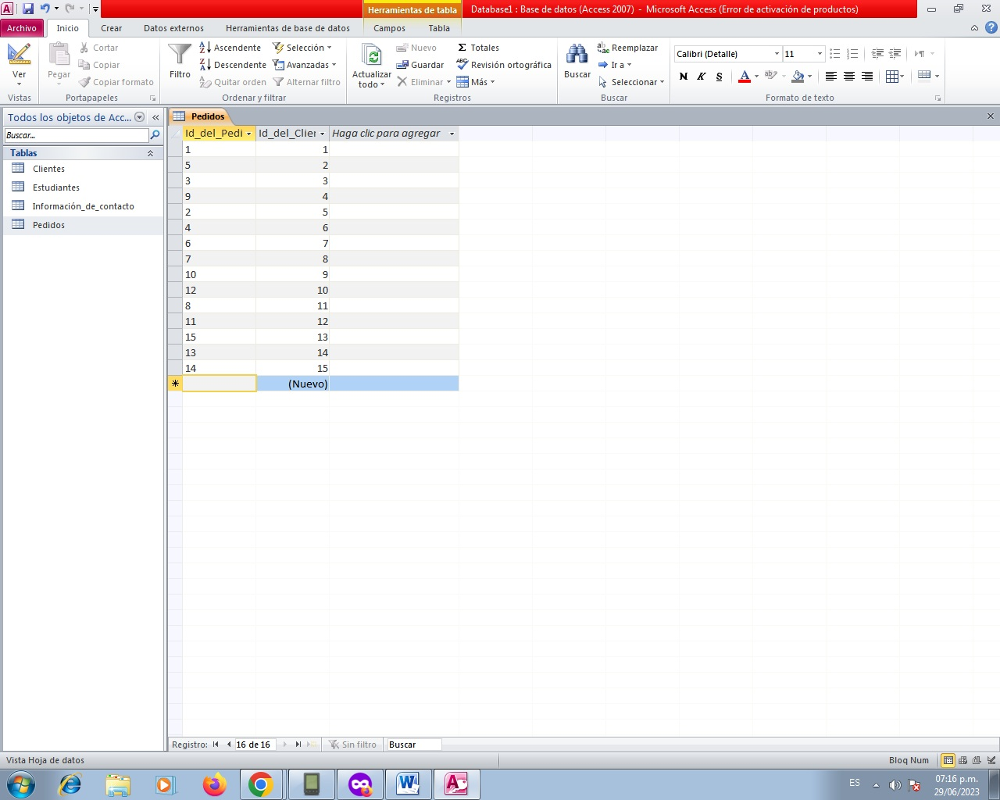 Herramientas de tabla
Database1 : Base de datos (Access 2007) - Microsoft Access (Error de activación de productos)
Archivo Inicio Crear Datos externos Herramientas de base de datos Campos Tabla
Ver
Vistas
Pegar
Cortar
Copiar
Copiar formato
Portapapeles
Filtro
Ascendente
Descendente
Quitar orden
Selección
Avanzadas
Alternar filtro
Ordenar y filtrar
Actualizar todo
Nuevo
Guardar
Eliminar
Totales
Revisión ortográfica
Más
Registros
Buscar
Reemplazar
Ir a
Seleccionar
Buscar
Calibri (Detalle) 11
N K S
Formato de texto
Todos los objetos de Acc...
Buscar...
Tablas
Clientes
Estudiantes
Información_de_contacto
Pedidos
Pedidos
Id_del_Pedi Id_del_Clier Haga clic para agregar
1 1
5 2
3 3
9 4
2 5
4 6
6 7
7 8
10 9
12 10
8 11
11 12
15 13
13 14
14 15
(Nuevo)
Registro: 16 de 16 Sin filtro Buscar
Vista Hoja de datos
Bloq Num
ES
07:16 p.m.
29/06/2023